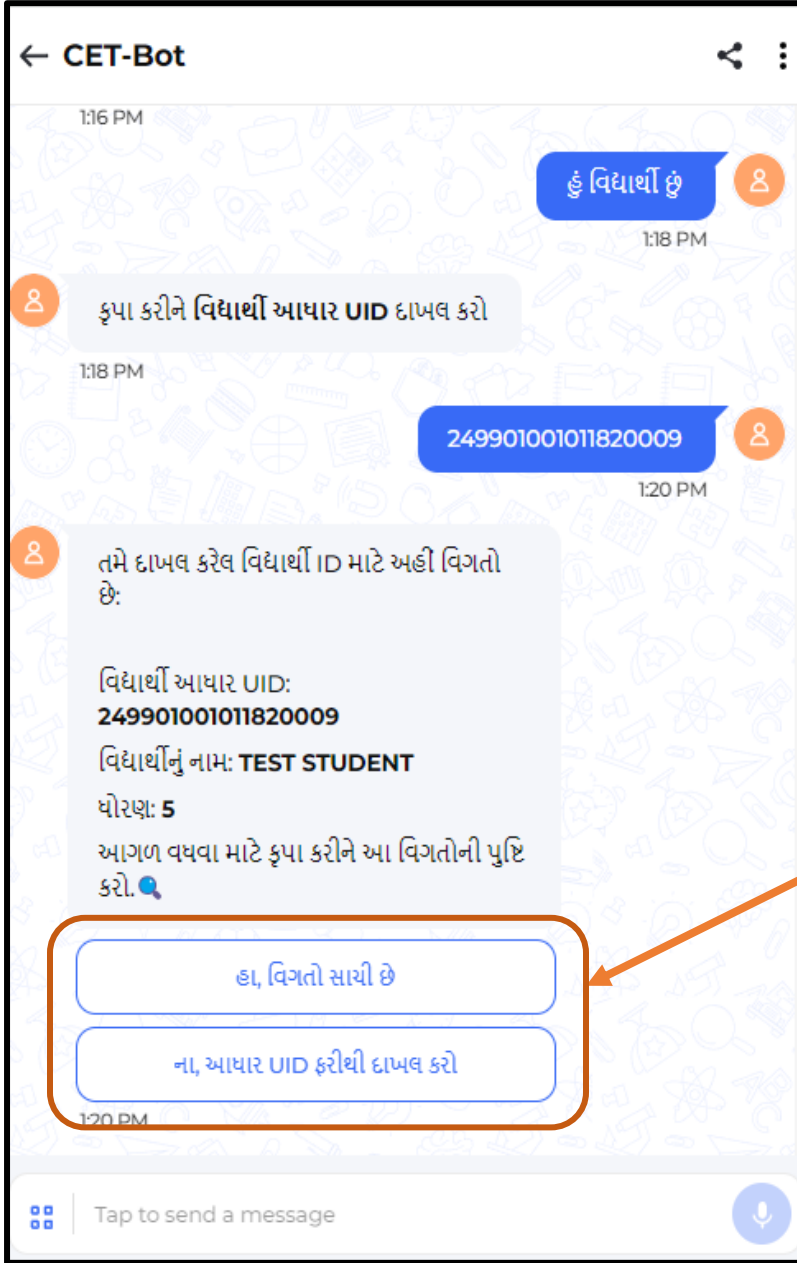 CET-Bot
1:16 PM
હું વિદ્યાર્થી છું
1:18 PM
કૃપા કરીને વિદ્યાર્થી આધાર UID દાખલ કરો
1:18 PM
249901001011820009
1:20 PM
તમે દાખલ કરેલ વિદ્યાર્થી ID માટે અહીં વિગતો
છે:
વિદ્યાર્થી આધાર UID:
249901001011820009
વિદ્યાર્થીનું નામ: TEST STUDENT
ધોરણ: 5
આગળ વધવા માટે કૃપા કરીને આ વિગતોની પુષ્ટિ
કરો.
હા, વિગતો સાચી છે
ના, આધાર UID ફરીથી દાખલ કરો
1:20 PM
Tap to send a message